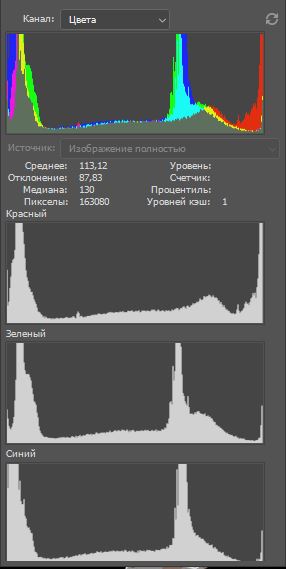 Канал: Цвета
Источник: Изображение полностью
Среднее: 113,12 Уровень:
Отклонение: 87,83 Счетчик:
Медиана: 130 Процентиль:
Пикселы: 163080 Уровней кэш: 1
Красный
Зеленый
Синий